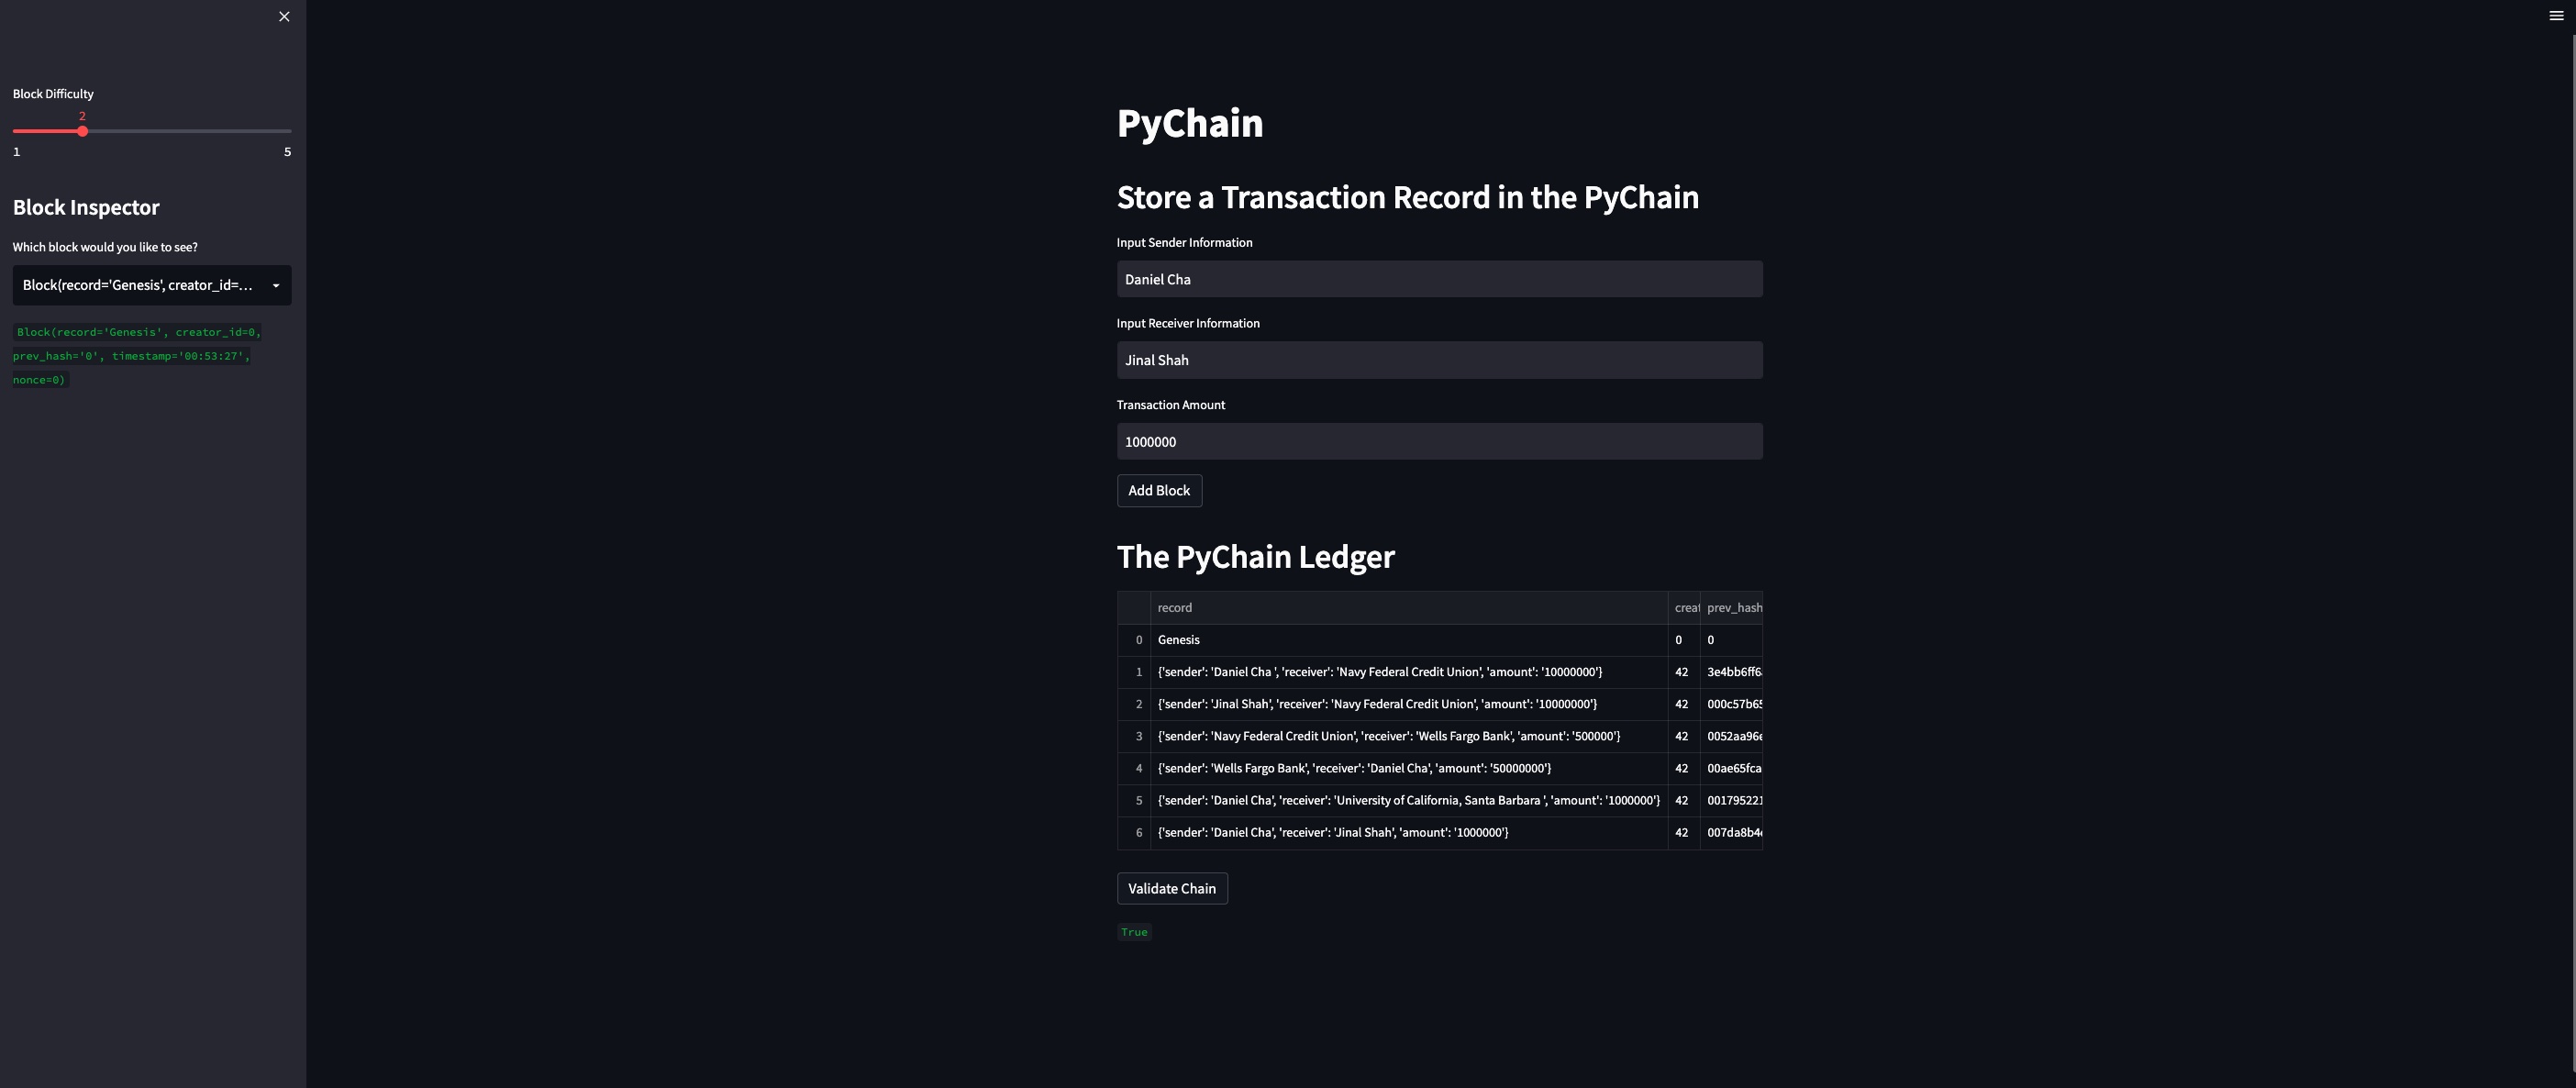 Block Difficulty
2
1 5
Block Inspector
Which block would you like to see?
Block(record='Genesis', creator_id=...
Block(record='Genesis', creator_id=0,
prev_hash='0', timestamp='00:53:27',
nonce=0)
PyChain
Store a Transaction Record in the PyChain
Input Sender Information
Daniel Cha
Input Receiver Information
Jinal Shah
Transaction Amount
1000000
Add Block
The PyChain Ledger
record creat prev_hash
0 Genesis 0 0
1 {'sender': 'Daniel Cha ', 'receiver': 'Navy Federal Credit Union', 'amount': '10000000'} 42 3e4bb6ff6
2 {'sender': 'Jinal Shah', 'receiver': 'Navy Federal Credit Union', 'amount': '10000000'} 42 000c57b65
3 {'sender': 'Navy Federal Credit Union', 'receiver': 'Wells Fargo Bank', 'amount': '500000'} 42 0052aa96e
4 {'sender': 'Wells Fargo Bank', 'receiver': 'Daniel Cha', 'amount': '50000000'} 42 00ae65fca
5 {'sender': 'Daniel Cha', 'receiver': 'University of California, Santa Barbara ', 'amount': '1000000'} 42 001795221
6 {'sender': 'Daniel Cha', 'receiver': 'Jinal Shah', 'amount': '1000000'} 42 007da8b4
Validate Chain
True